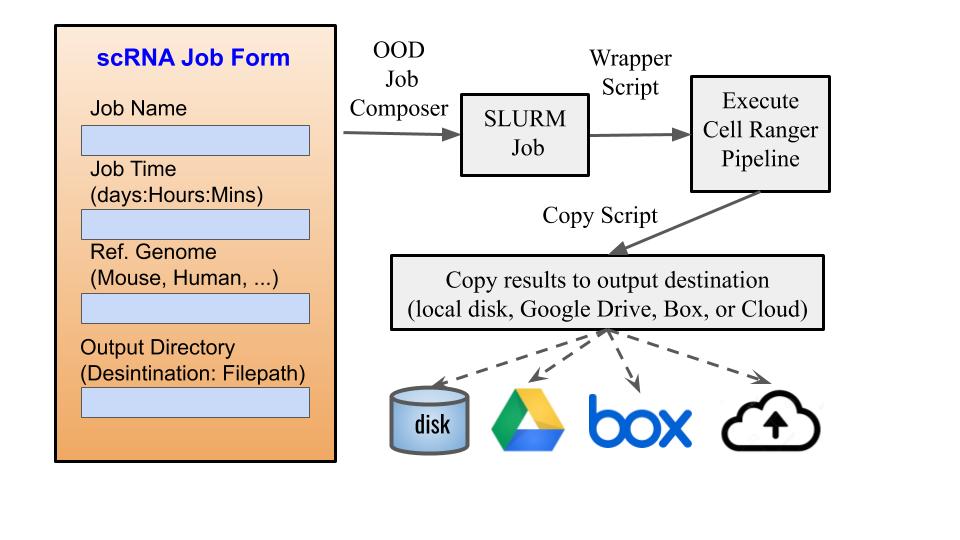 scRNA Job Form
Job Name
Job Time
(days:Hours:Mins)
Ref. Genome
(Mouse, Human, ...)
Output Directory
(Desintination: Filepath)
OOD
Job
Composer
SLURM
Job
Wrapper
Script
Execute
Cell Ranger
Pipeline
Copy Script
Copy results to output destination
(local disk, Google Drive, Box, or Cloud)
disk
box